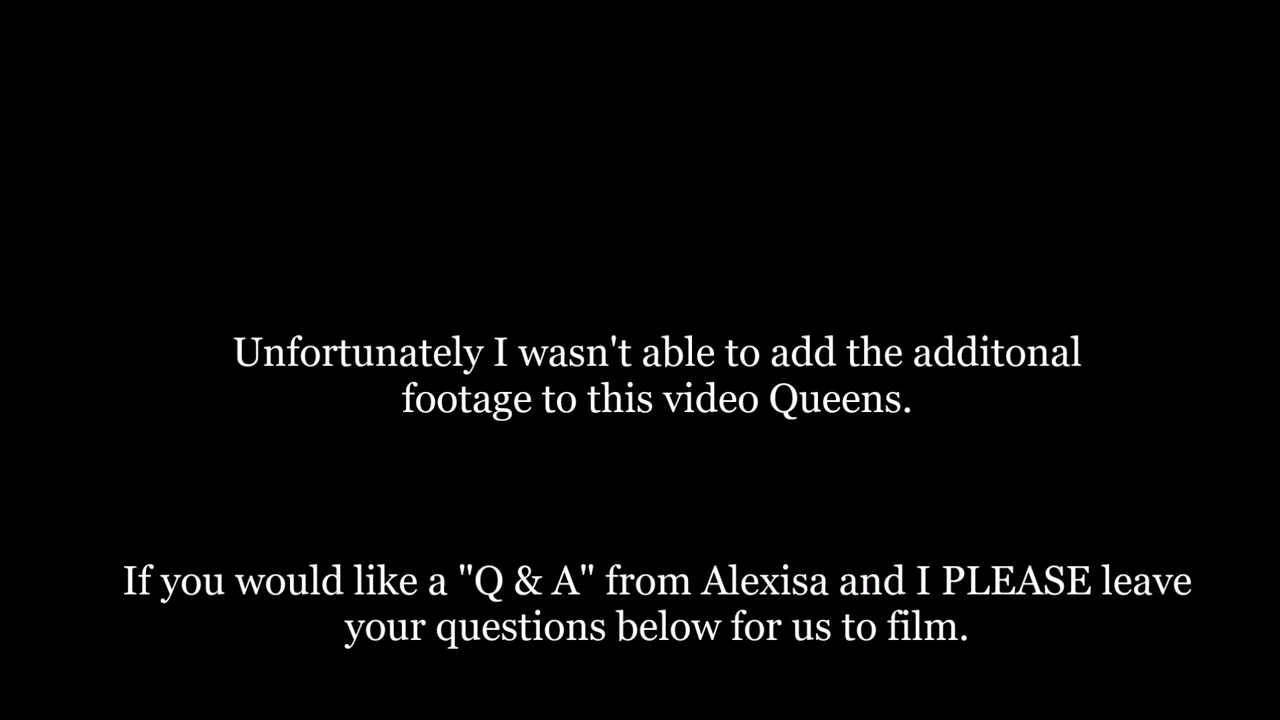 Unfortunately I wasn't able to add the additonal
footage to this video Queens.
If you would like a "Q & A" from Alexisa and I PLEASE leave
your questions below for us to film.